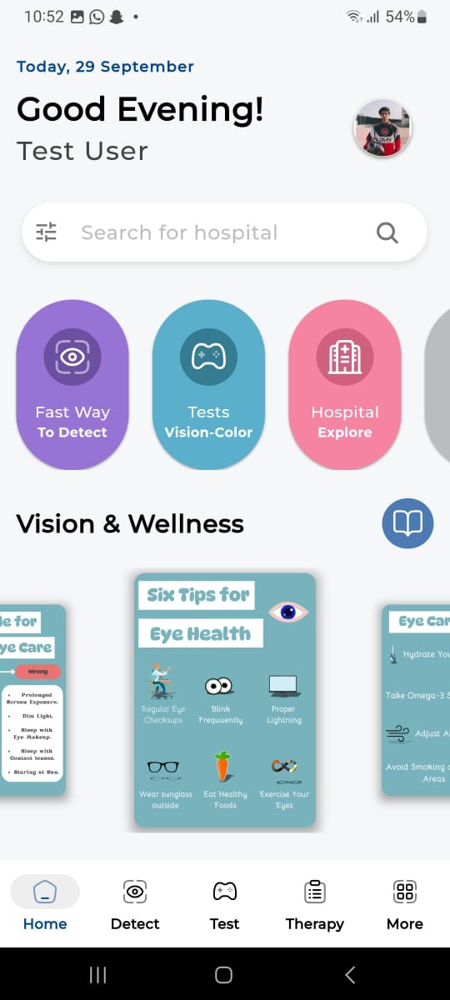 10:52
54%
Today, 29 September
Good Evening!
Test User
Search for hospital
Fast Way
To Detect
Tests
Vision-Color
Hospital
Explore
Vision & Wellness
for
Eye Care
Wrong
• Prolonged
Screen Exposure.
• Dim Light.
• Sleep with
Eye Makeup.
• Sleep with
Contact lenses.
• Staring at Sun.
Six Tips for
Eye Health
Regular Eye
Checksups
Blink
Frequuently
Proper
Lightning
Wear sunglass
outside
Eat Healthy
Foods
Exercise Your
Eyes
Eye Car
Hydrate You
Take Omega-3 S
Adjust A
Avoid Smoking
Areas
Home
Detect
Test
Therapy
More